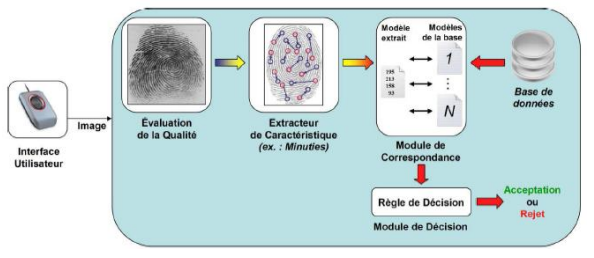 Interface
Utilisateur
Image
Évaluation
de la Qualité
Extracteur
de Caractéristique
(ex. : Minuties)
Modèle
extrait
Modèles
de la base
195
213
158
93
1
N
Module de
Correspondance
Base de
données
Règle de Décision
Module de Décision
Acceptation
ou
Rejet